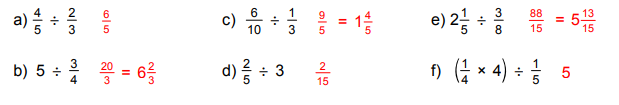 a) 4/5 ÷ 2/3 6/5 c) 6/10 ÷ 1/3 9/5 = 1 4/5 e) 2 1/5 ÷ 3/8 88/15 = 5 13/15
b) 5 ÷ 3/4 20/3 = 6 2/3 d) 2/5 ÷ 3 2/15 f) (1/4 × 4) ÷ 1/5 5